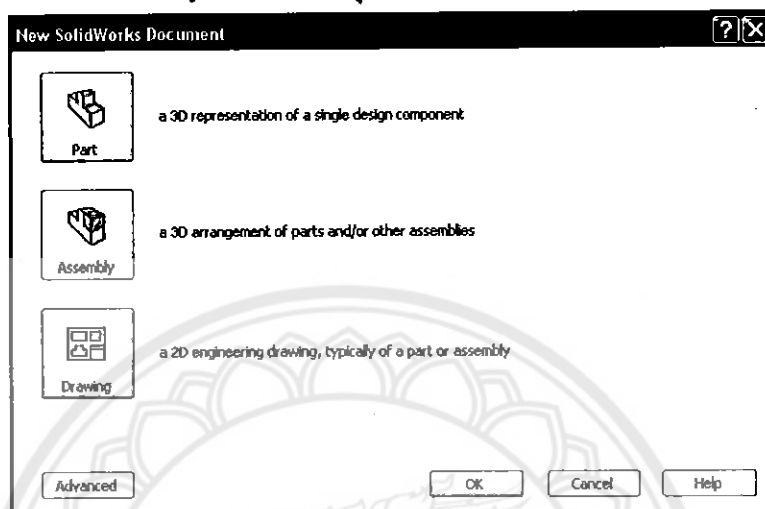 New SolidWorks Document
Part
a 3D representation of a single design component
Assembly
a 3D arrangement of parts and/or other assemblies
Drawing
a 2D engineering drawing, typically of a part or assembly
Advanced
OK
Cancel
Help